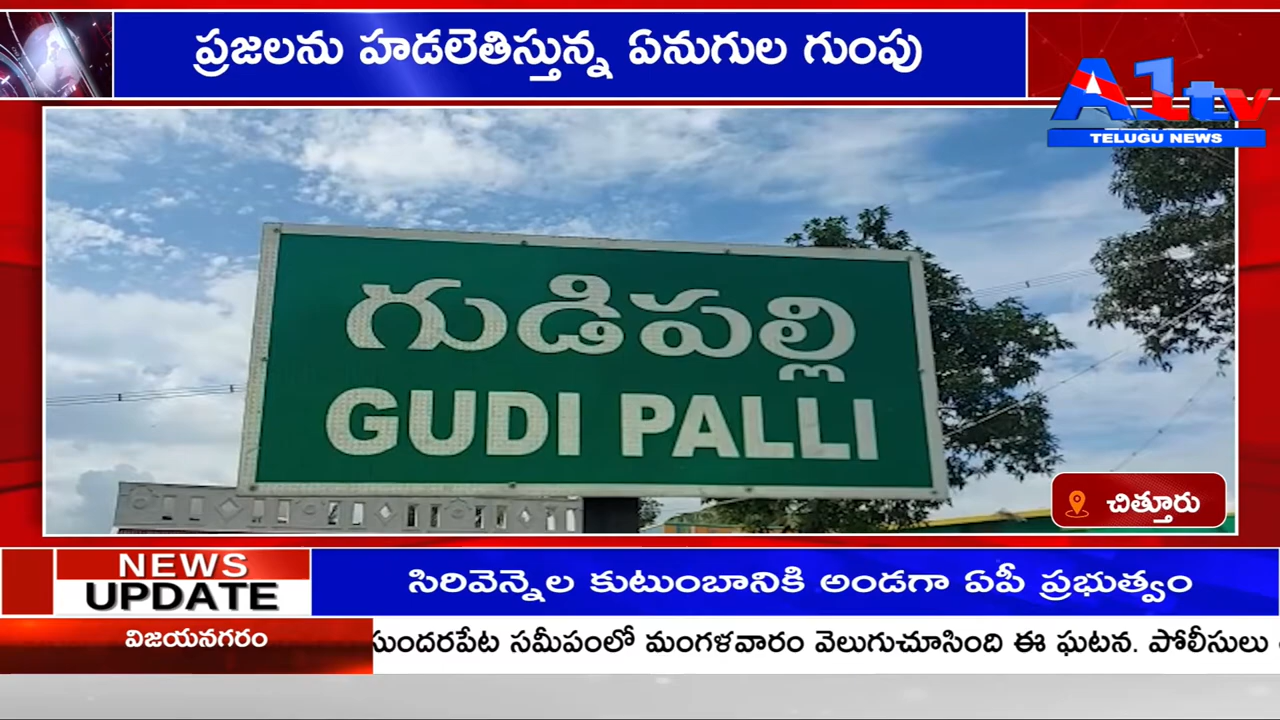 ప్రజలను హడలెతిస్తున్న ఏనుగుల గుంపు
A1tv
TELUGU NEWS
గుడిపల్లి
GUDI PALLI
చిత్తూరు
NEWS
UPDATE
సిరివెన్నెల కుటుంబానికి అండగా ఏపీ ప్రభుత్వం
విజయనగరం
సుందరపేట సమీపంలో మంగళవారం వెలుగుచూసింది ఈ ఘటన. పోలీసులు